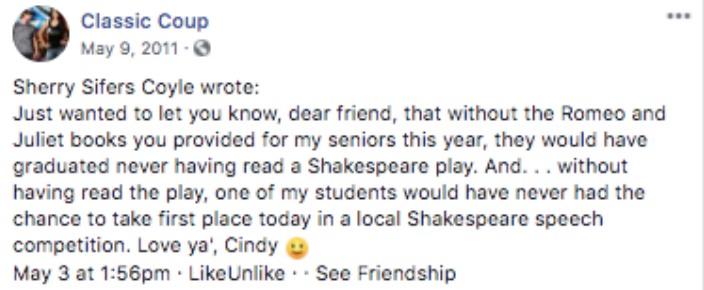 Classic Coup
May 9, 2011 ·
Sherry Sifers Coyle wrote:
Just wanted to let you know, dear friend, that without the Romeo and
Juliet books you provided for my seniors this year, they would have
graduated never having read a Shakespeare play. And. . . without
having read the play, one of my students would have never had the
chance to take first place today in a local Shakespeare speech
competition. Love ya', Cindy 🙂
May 3 at 1:56pm · LikeUnlike · · See Friendship